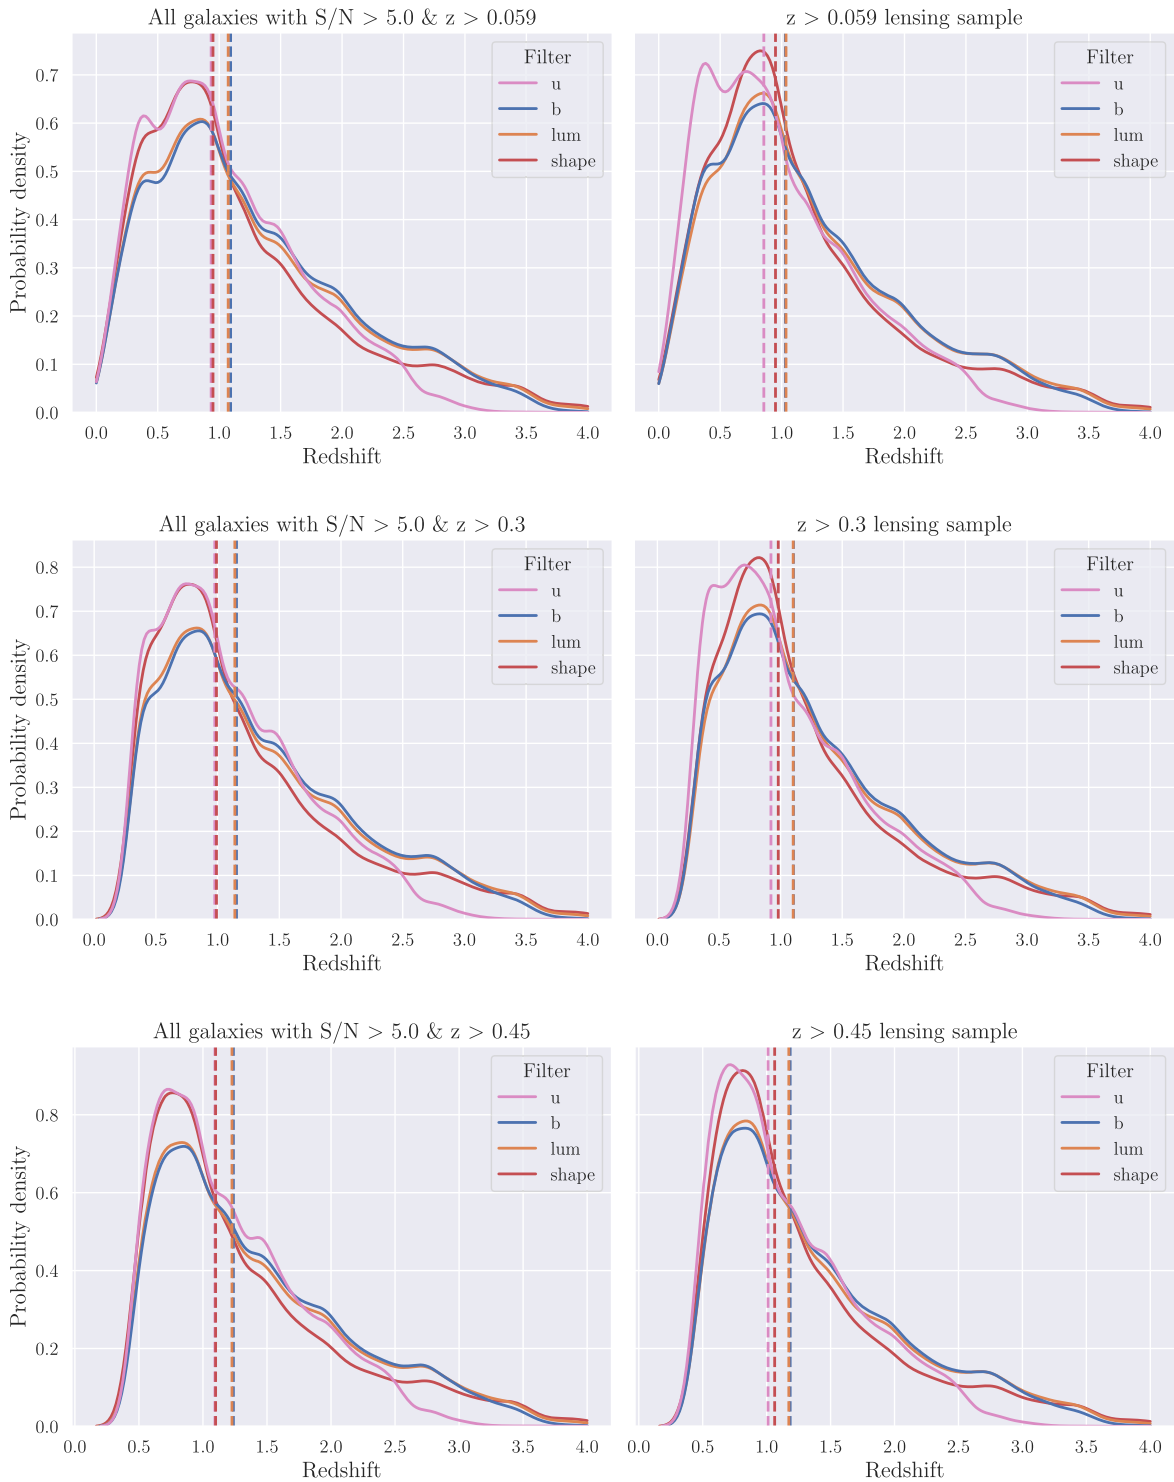 All galaxies with S/N > 5.0 & z > 0.059
Probability density
0.0
0.1
0.2
0.3
0.4
0.5
0.6
0.7
Filter
u
b
lum
shape
0.0 0.5 1.0 1.5 2.0 2.5 3.0 3.5 4.0
Redshift
z > 0.059 lensing sample
Filter
u
b
lum
shape
0.0 0.5 1.0 1.5 2.0 2.5 3.0 3.5 4.0
Redshift
All galaxies with S/N > 5.0 & z > 0.3
Probability density
0.0
0.1
0.2
0.3
0.4
0.5
0.6
0.7
0.8
Filter
u
b
lum
shape
0.0 0.5 1.0 1.5 2.0 2.5 3.0 3.5 4.0
Redshift
z > 0.3 lensing sample
Filter
u
b
lum
shape
0.0 0.5 1.0 1.5 2.0 2.5 3.0 3.5 4.0
Redshift
All galaxies with S/N > 5.0 & z > 0.45
Probability density
0.0
0.2
0.4
0.6
0.8
Filter
u
b
lum
shape
0.0 0.5 1.0 1.5 2.0 2.5 3.0 3.5 4.0
Redshift
z > 0.45 lensing sample
Filter
u
b
lum
shape
0.0 0.5 1.0 1.5 2.0 2.5 3.0 3.5 4.0
Redshift